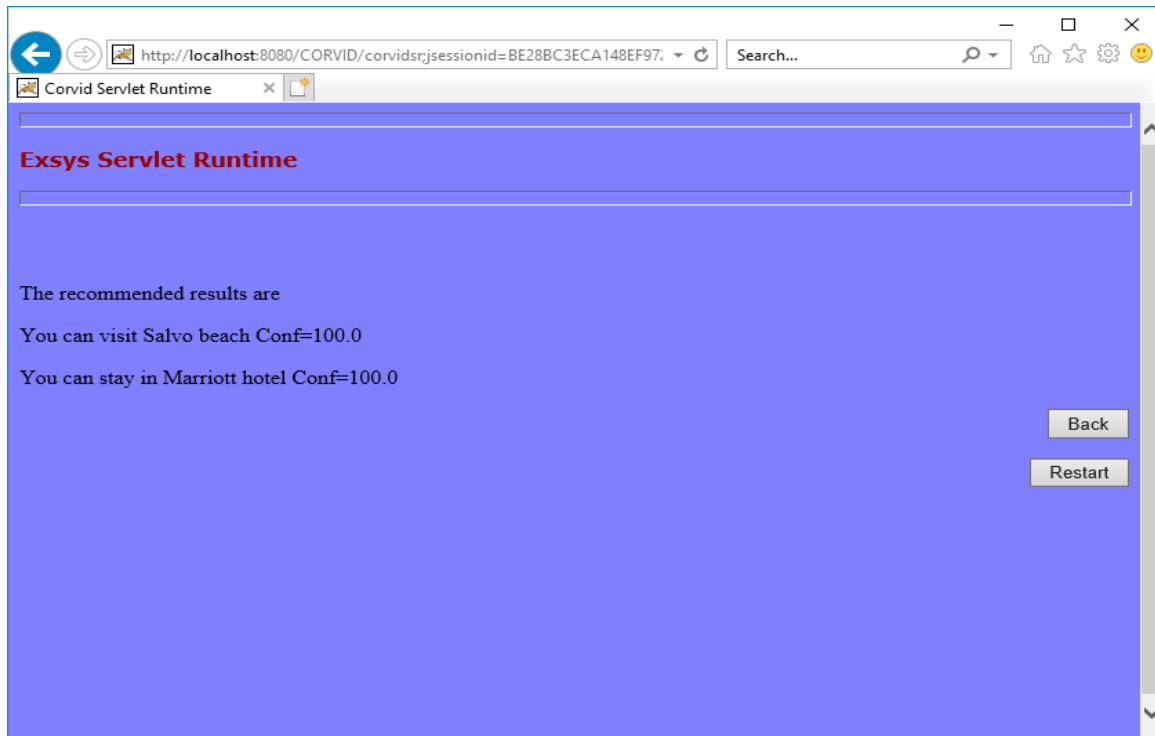 http://localhost:8080/CORVID/corvidsr;jsessionid=BE28BC3ECA148EF97
Search...
Corvid Servlet Runtime
Exsys Servlet Runtime
The recommended results are
You can visit Salvo beach Conf=100.0
You can stay in Marriott hotel Conf=100.0
Back
Restart